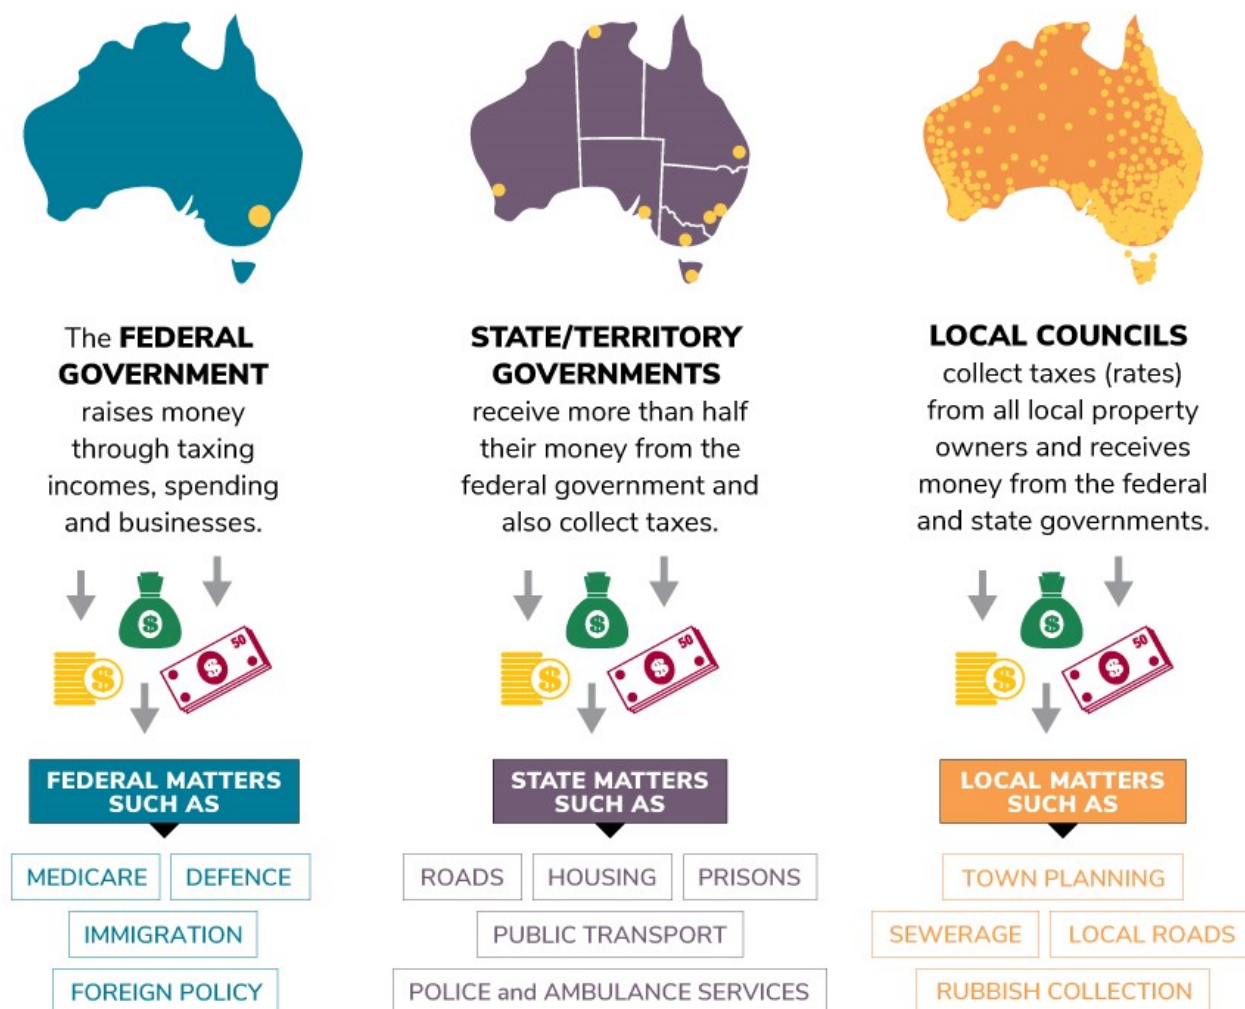 The FEDERAL
GOVERNMENT
raises money
through taxing
incomes, spending
and businesses.
$
$
$
50
FEDERAL MATTERS
SUCH AS
MEDICARE
DEFENCE
IMMIGRATION
FOREIGN POLICY
STATE/TERRITORY
GOVERNMENTS
receive more than half
their money from the
federal government and
also collect taxes.
$
$
$
50
STATE MATTERS
SUCH AS
ROADS
HOUSING
PRISONS
PUBLIC TRANSPORT
POLICE and AMBULANCE SERVICES
LOCAL COUNCILS
collect taxes (rates)
from all local property
owners and receives
money from the federal
and state governments.
$
$
$
50
LOCAL MATTERS
SUCH AS
TOWN PLANNING
SEWERAGE
LOCAL ROADS
RUBBISH COLLECTION